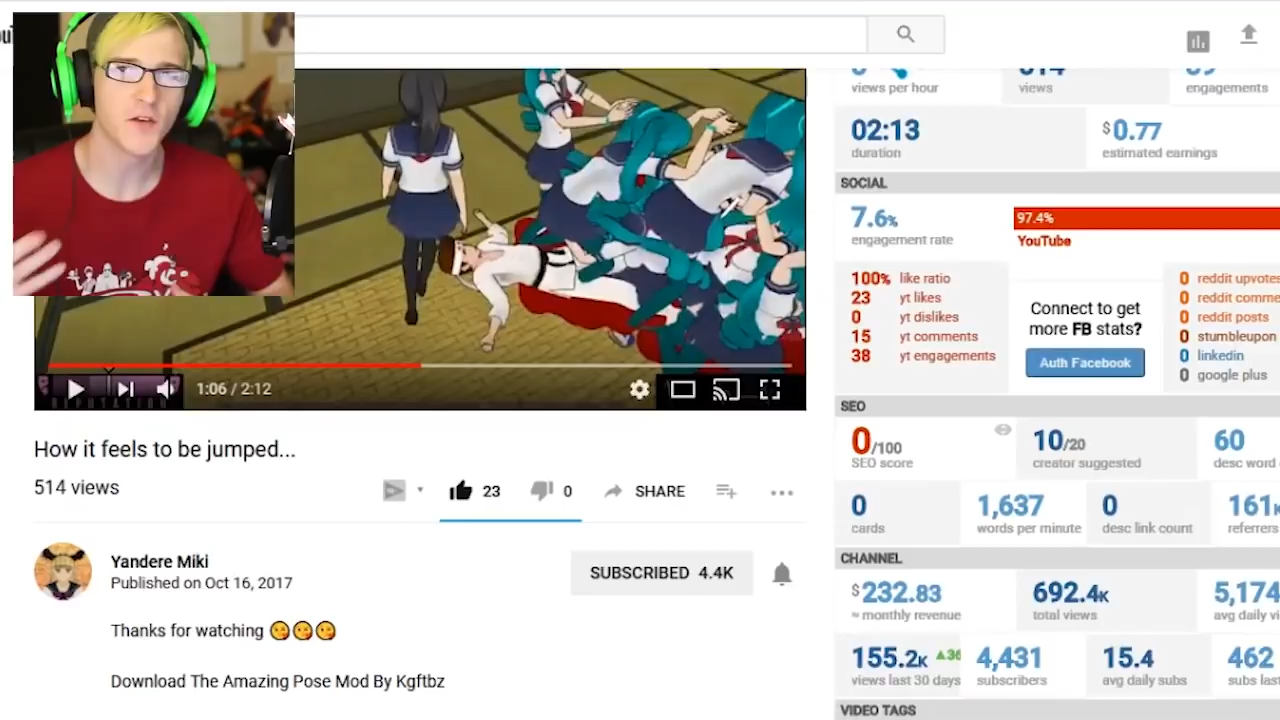 views per hour
views
engagements
02:13
duration
$0.77
estimated earnings
SOCIAL
7.6%
engagement rate
97.4%
YouTube
100% like ratio
23 yt likes
0 yt dislikes
15 yt comments
38 yt engagements
Connect to get
more FB stats?
Auth Facebook
0 reddit upvotes
0 reddit comme
0 reddit posts
0 stumbleupon
0 linkedin
0 google plus
1:06 / 2:12
SEO
0/100
SEO score
10/20
creator suggested
60
desc word
0
cards
1,637
words per minute
0
desc link count
161K
referrers
How it feels to be jumped...
514 views
23
0
SHARE
CHANNEL
$232.83
≈ monthly revenue
692.4K
total views
5,174
avg daily vi
155.2K ▲36
views last 30 days
4,431
subscribers
15.4
avg daily subs
462
subs last
VIDEO TAGS
Yandere Miki
Published on Oct 16, 2017
SUBSCRIBED 4.4K
Thanks for watching 😋😋😋
Download The Amazing Pose Mod By Kgftbz